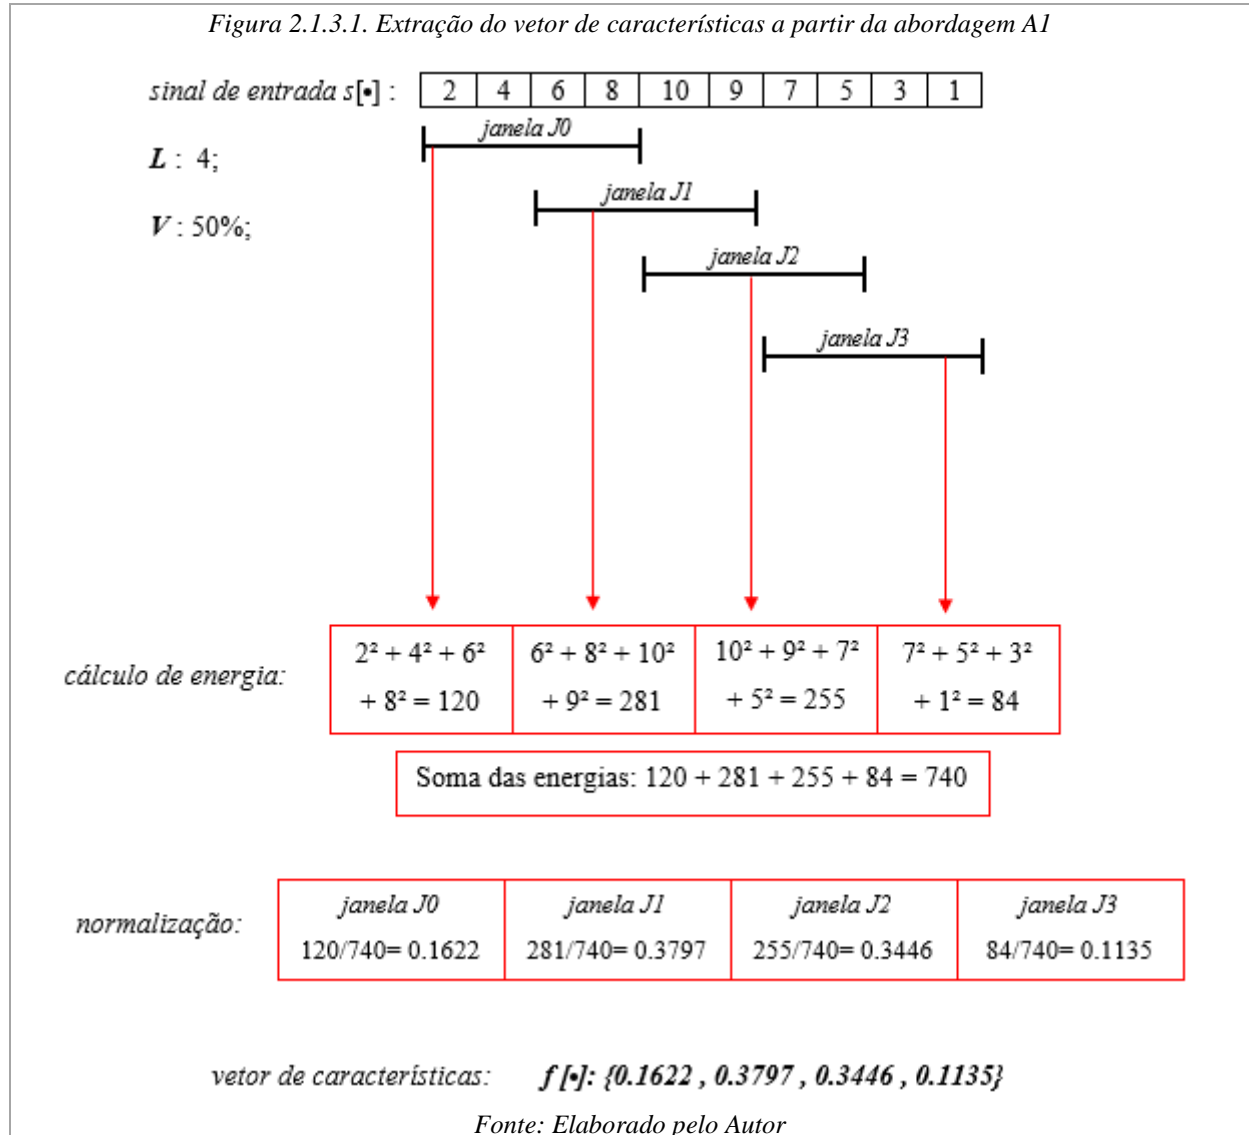 Figura 2.1.3.1. Extração do vetor de características a partir da abordagem A1
sinal de entrada s[•] : 2 4 6 8 10 9 7 5 3 1
janela J0
L : 4;
janela J1
V : 50%;
janela J2
janela J3
cálculo de energia:
2² + 4² + 6²
+ 8² = 120
6² + 8² + 10²
+ 9² = 281
10² + 9² + 7²
+ 5² = 255
7² + 5² + 3²
+ 1² = 84
Soma das energias: 120 + 281 + 255 + 84 = 740
normalização:
janela J0
120/740= 0.1622
janela J1
281/740= 0.3797
janela J2
255/740= 0.3446
janela J3
84/740= 0.1135
vetor de características: f [•]: {0.1622 , 0.3797 , 0.3446 , 0.1135}
Fonte: Elaborado pelo Autor